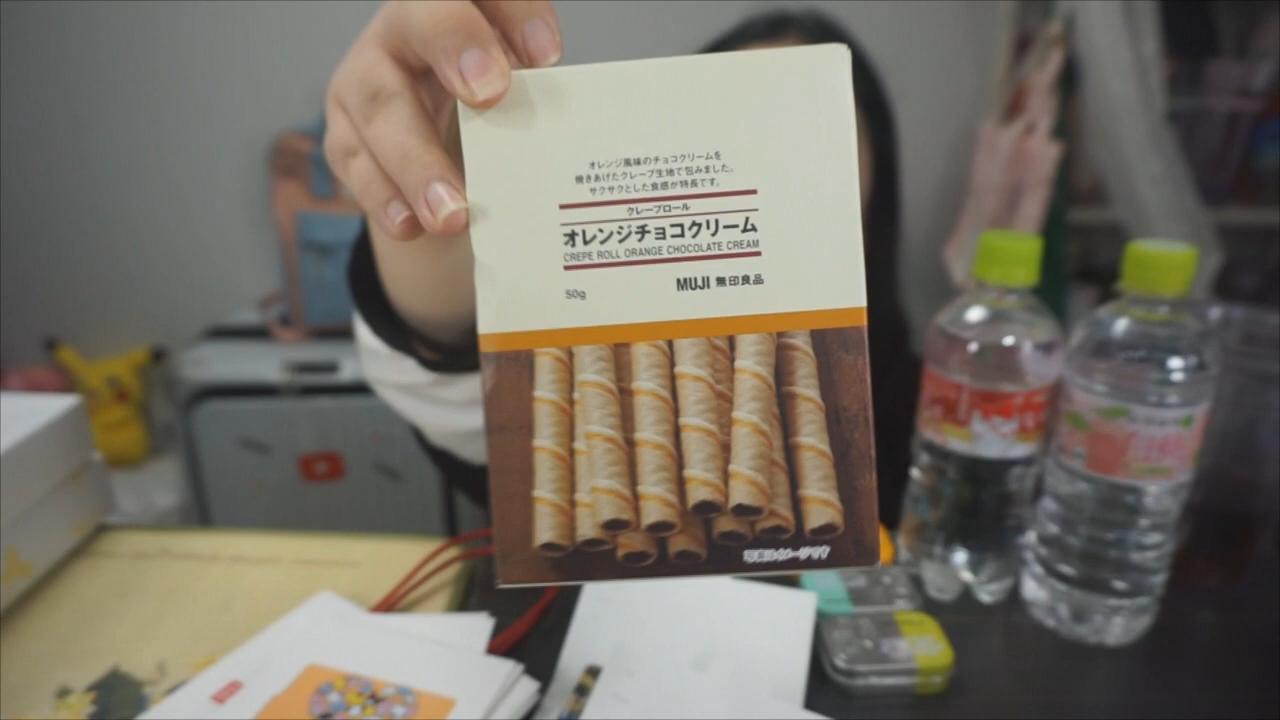 オレンジ風味のチョコクリームを
焼きあげたクレープ生地で包みました。
サクサクとした食感が特長です。
クレープロール
オレンジチョコクリーム
CREPE ROLL ORANGE CHOCOLATE CREAM
50g
MUJI 無印良品
写真はイメージです